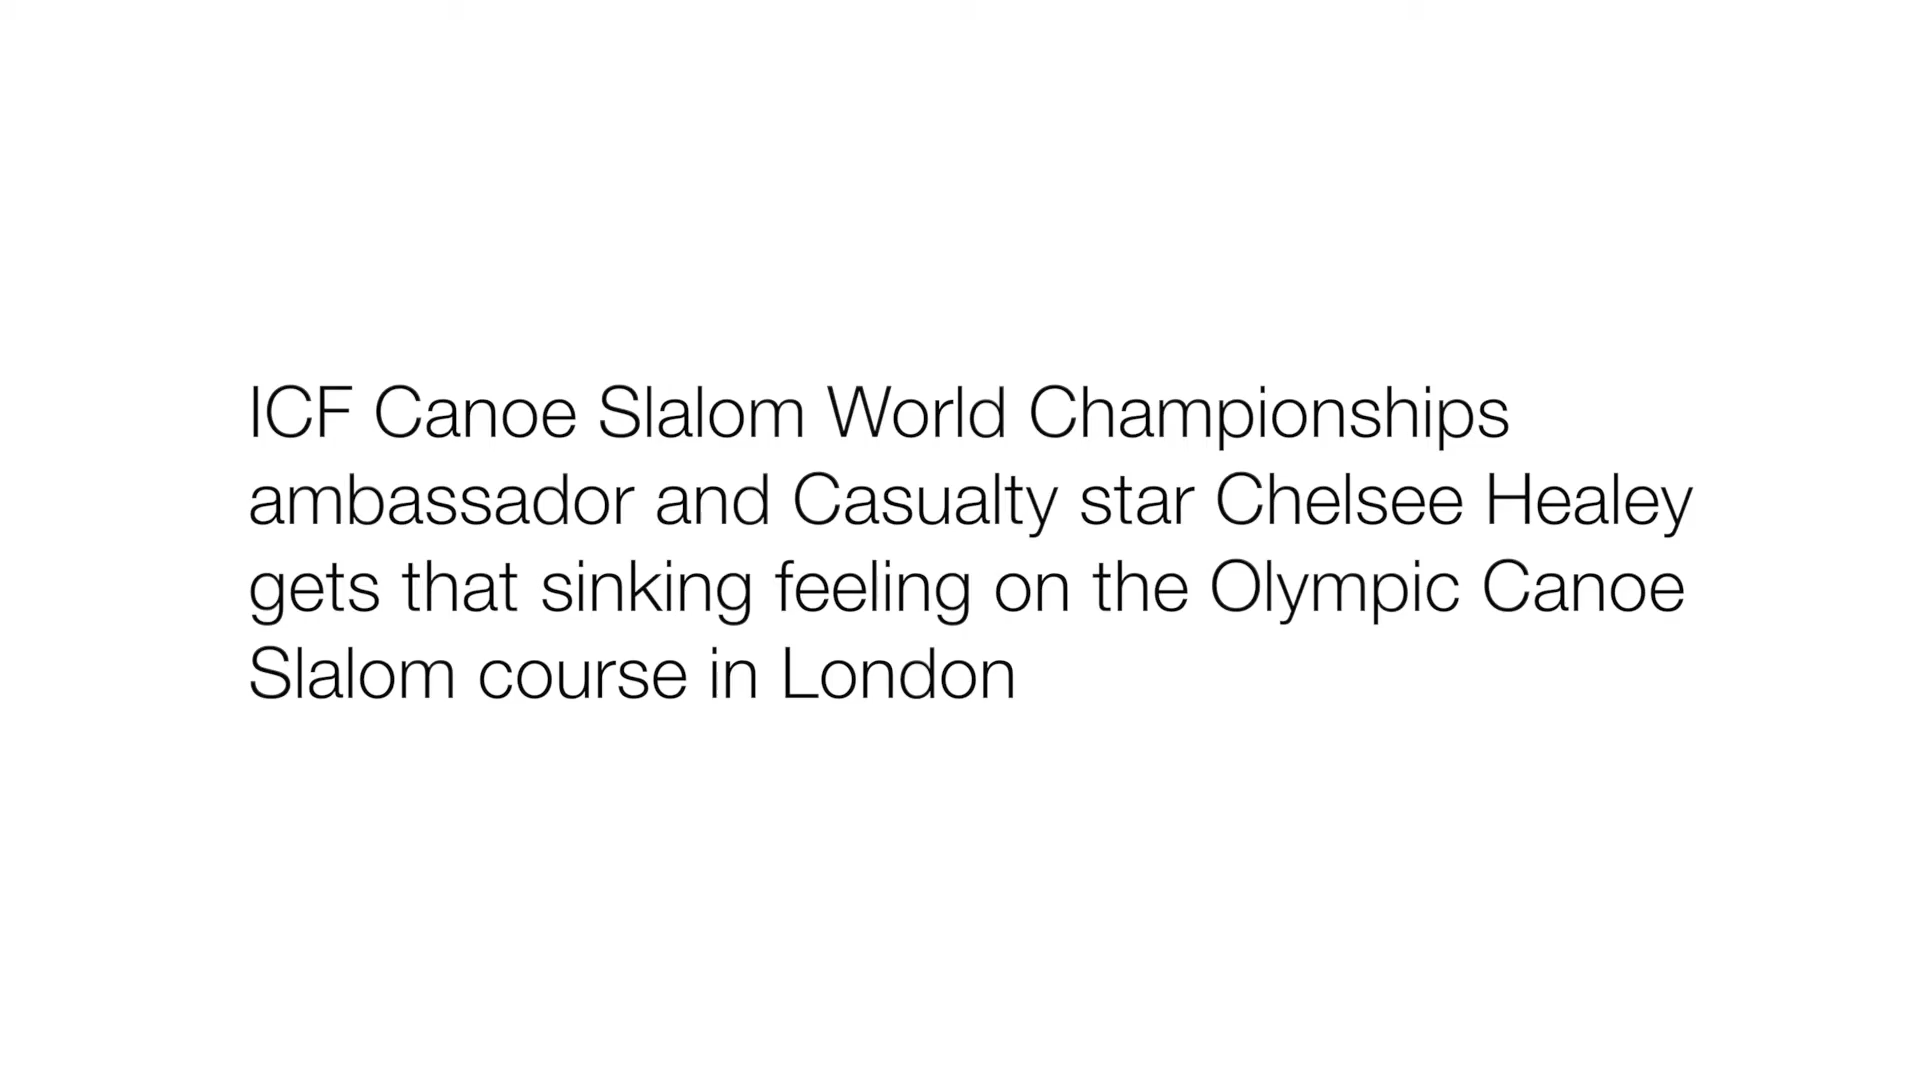 ICF Canoe Slalom World Championships
ambassador and Casualty star Chelsee Healey
gets that sinking feeling on the Olympic Canoe
Slalom course in London